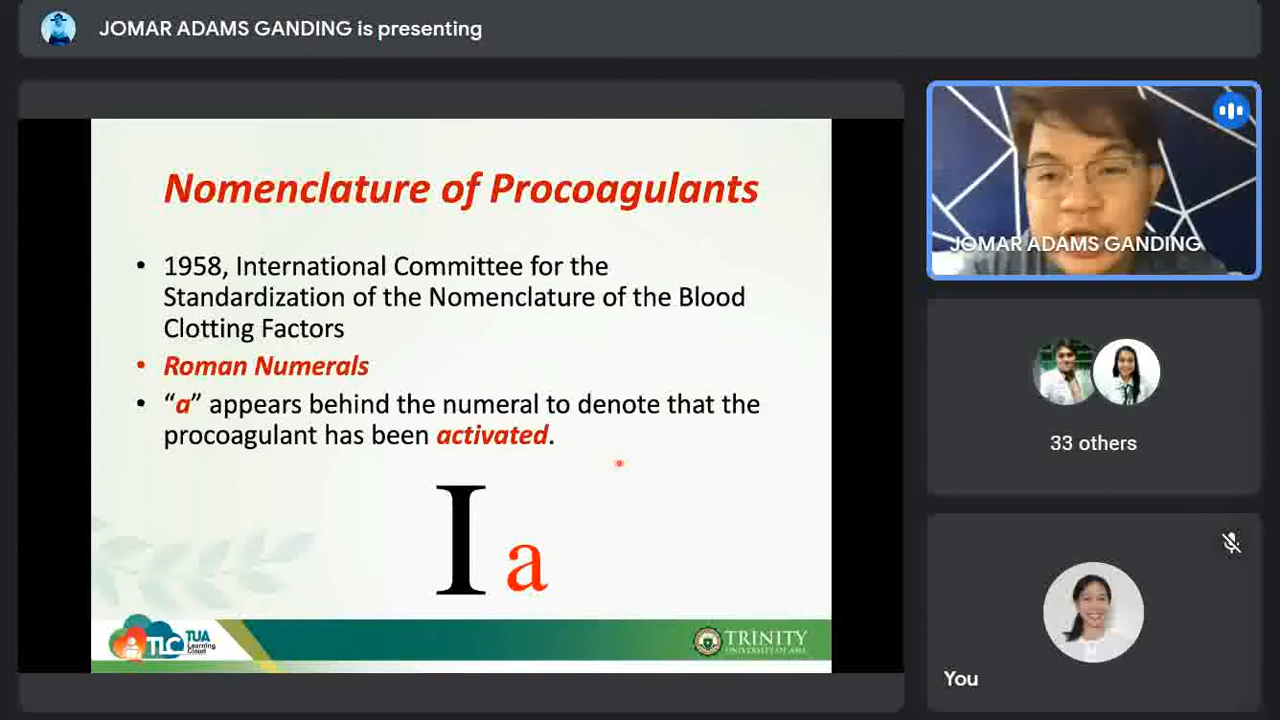 JOMAR ADAMS GANDING is presenting
Nomenclature of Procoagulants
• 1958, International Committee for the
Standardization of the Nomenclature of the Blood
Clotting Factors
• Roman Numerals
• “a” appears behind the numeral to denote that the
procoagulant has been activated.
I a
TLC TUA
Learning
Cloud
TRINITY
UNIVERSITY OF ASIA
JOMAR ADAMS GANDING
33 others
You